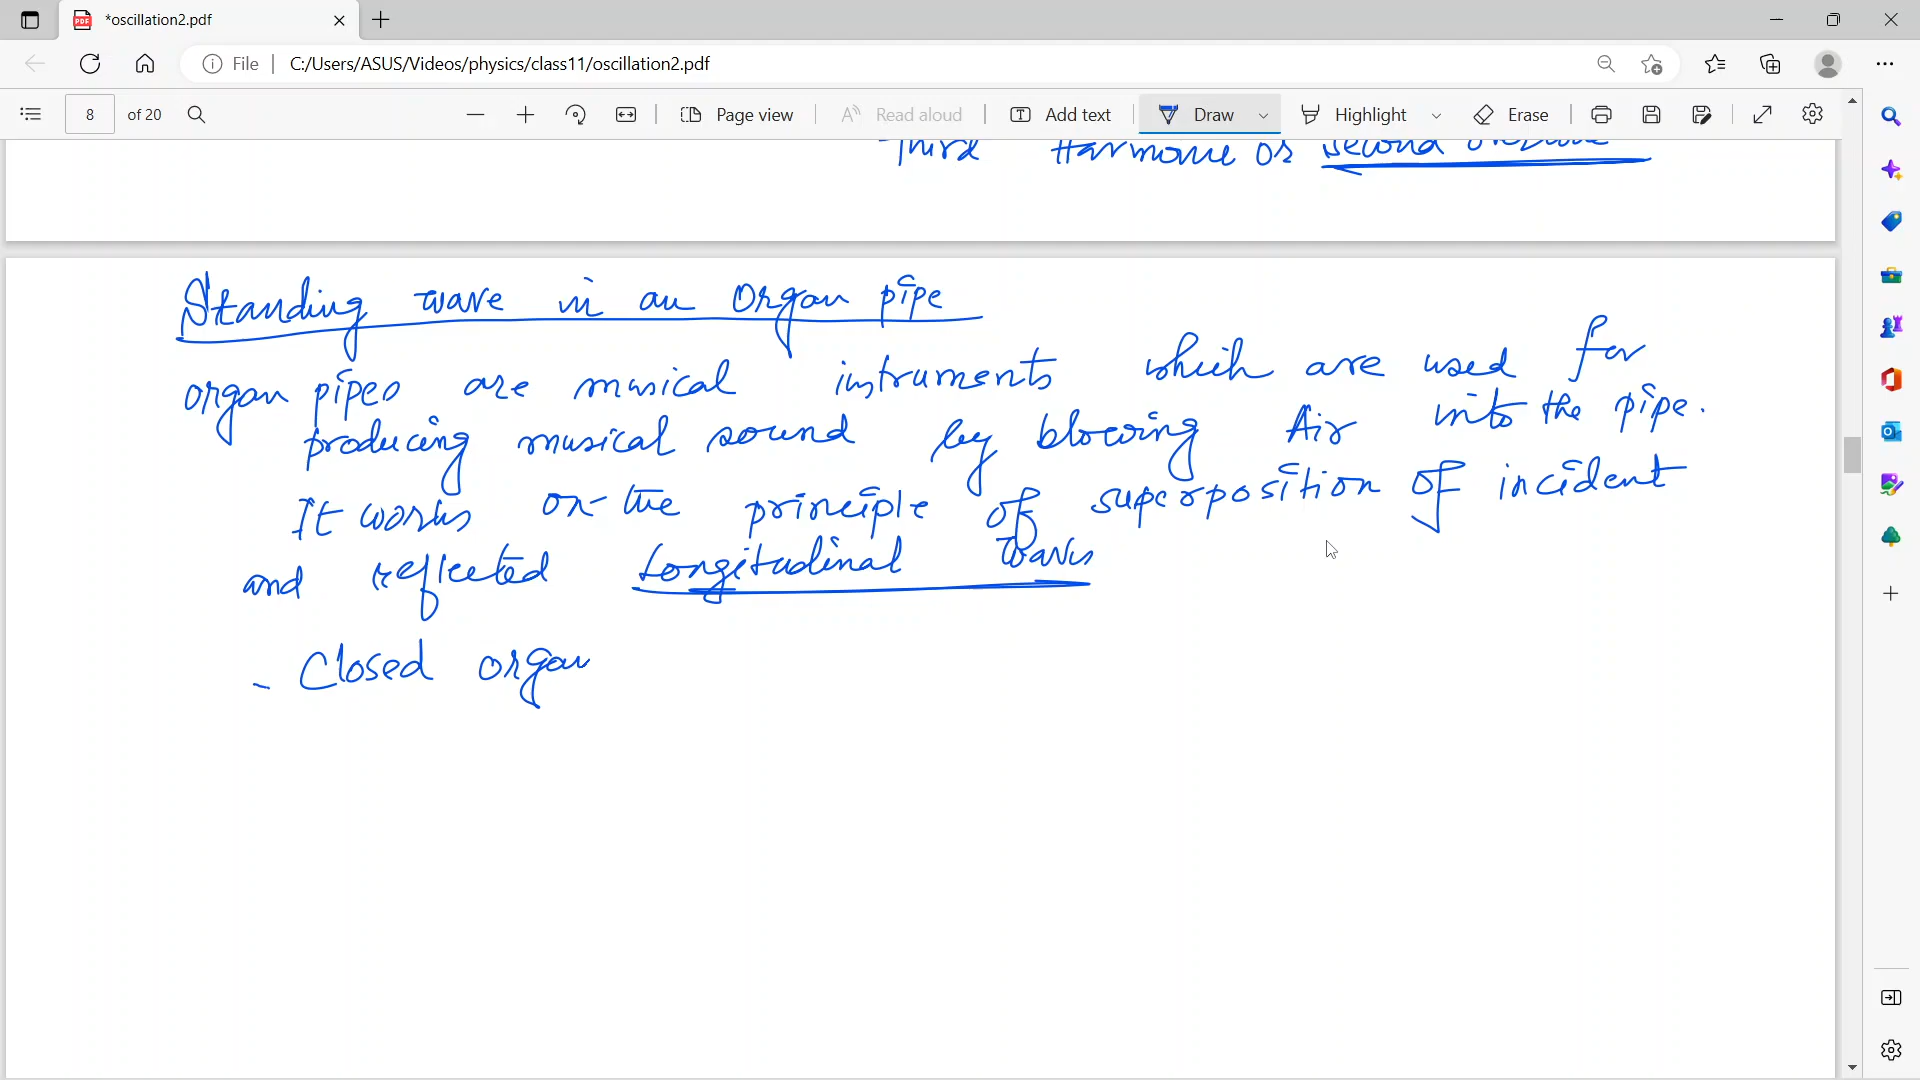 *oscillation2.pdf
File C:/Users/ASUS/Videos/physics/class11/oscillation2.pdf
8 of 20 Page view Read aloud Add text Draw Highlight Erase
Third Harmonic or second overtone
Standing wave in an organ pipe
organ pipes are musical instruments which are used for
producing musical sound by blowing Air into the pipe.
It works on the principle of superposition of incident
and reflected Longitudinal waves
- Closed organ